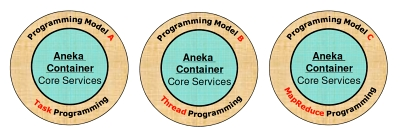 Programming Model A
Aneka
Container
Core Services
Task Programming
Programming Model B
Aneka
Container
Core Services
Thread Programming
Programming Model C
Aneka
Container
Core Services
MapReduce Programming